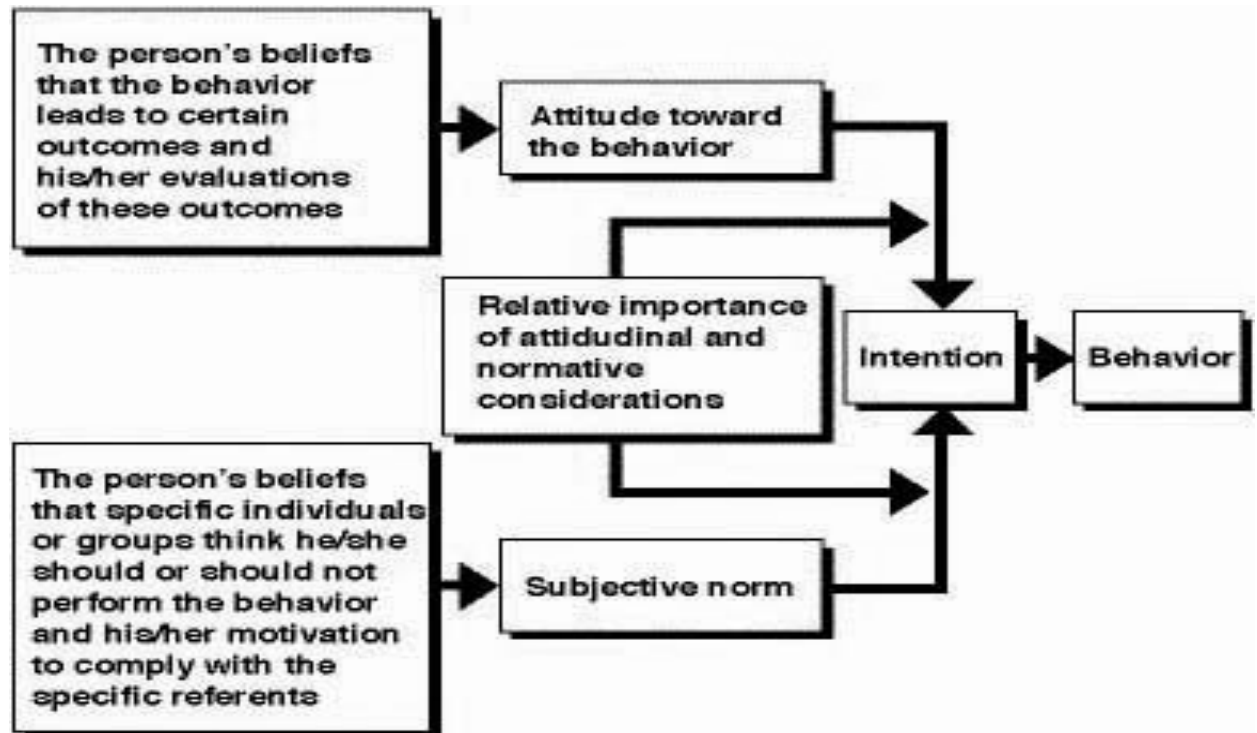 The person's beliefs
that the behavior
leads to certain
outcomes and
his/her evaluations
of these outcomes
Attitude toward
the behavior
Relative importance
of attidudinal and
normative
considerations
Intention
Behavior
The person's beliefs
that specific individuals
or groups think he/she
should or should not
perform the behavior
and his/her motivation
to comply with the
specific referents
Subjective norm